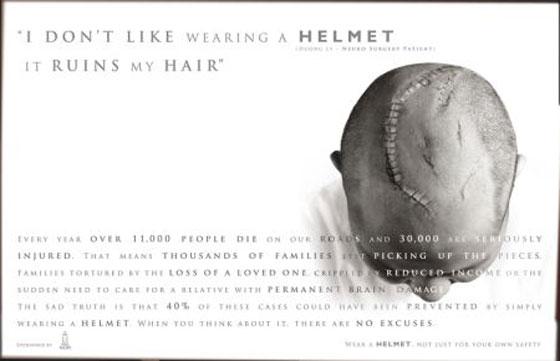 "I DON'T LIKE WEARING A HELMET
(DUONG LY - NEURO SURGERY PATIENT)
IT RUINS MY HAIR"
EVERY YEAR OVER 11,000 PEOPLE DIE ON OUR ROADS AND 30,000 ARE SERIOUSLY
INJURED. THAT MEANS THOUSANDS OF FAMILIES LEFT PICKING UP THE PIECES.
FAMILIES TORTURED BY THE LOSS OF A LOVED ONE, CRIPPLED BY REDUCED INCOME OR THE
SUDDEN NEED TO CARE FOR A RELATIVE WITH PERMANENT BRAIN DAMAGE.
THE SAD TRUTH IS THAT 40% OF THESE CASES COULD HAVE BEEN PREVENTED BY SIMPLY
WEARING A HELMET. WHEN YOU THINK ABOUT IT, THERE ARE NO EXCUSES.
SPONSORED BY
WEAR A HELMET. NOT JUST FOR YOUR OWN SAFETY